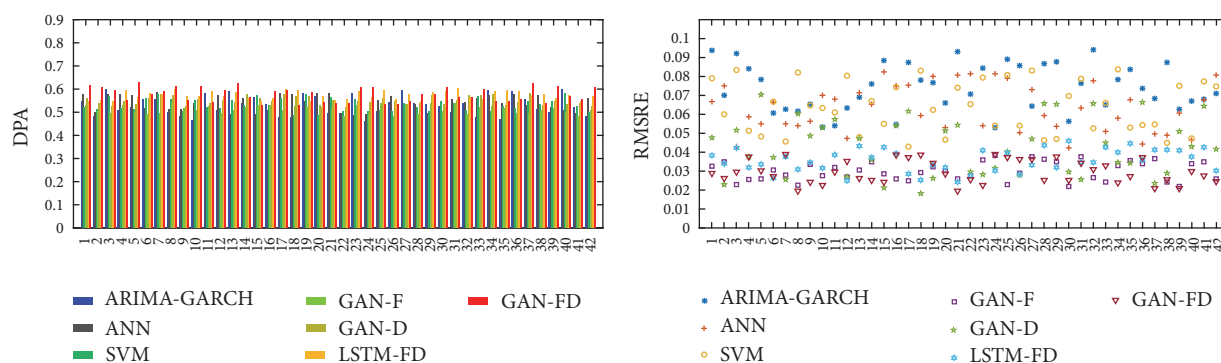 DPA
0.9
0.8
0.7
0.6
0.5
0.4
0.3
0.2
0.1
0
1 2 3 4 5 6 7 8 9 10 11 12 13 14 15 16 17 18 19 20 21 22 23 24 25 26 27 28 29 30 31 32 33 34 35 36 37 38 39 40 41 42
ARIMA-GARCH GAN-F GAN-FD
ANN GAN-D
SVM LSTM-FD
RMSRE
0.1
0.09
0.08
0.07
0.06
0.05
0.04
0.03
0.02
0.01
0
1 2 3 4 5 6 7 8 9 10 11 12 13 14 15 16 17 18 19 20 21 22 23 24 25 26 27 28 29 30 31 32 33 34 35 36 37 38 39 40 41 42
ARIMA-GARCH GAN-F GAN-FD
ANN GAN-D
SVM LSTM-FD